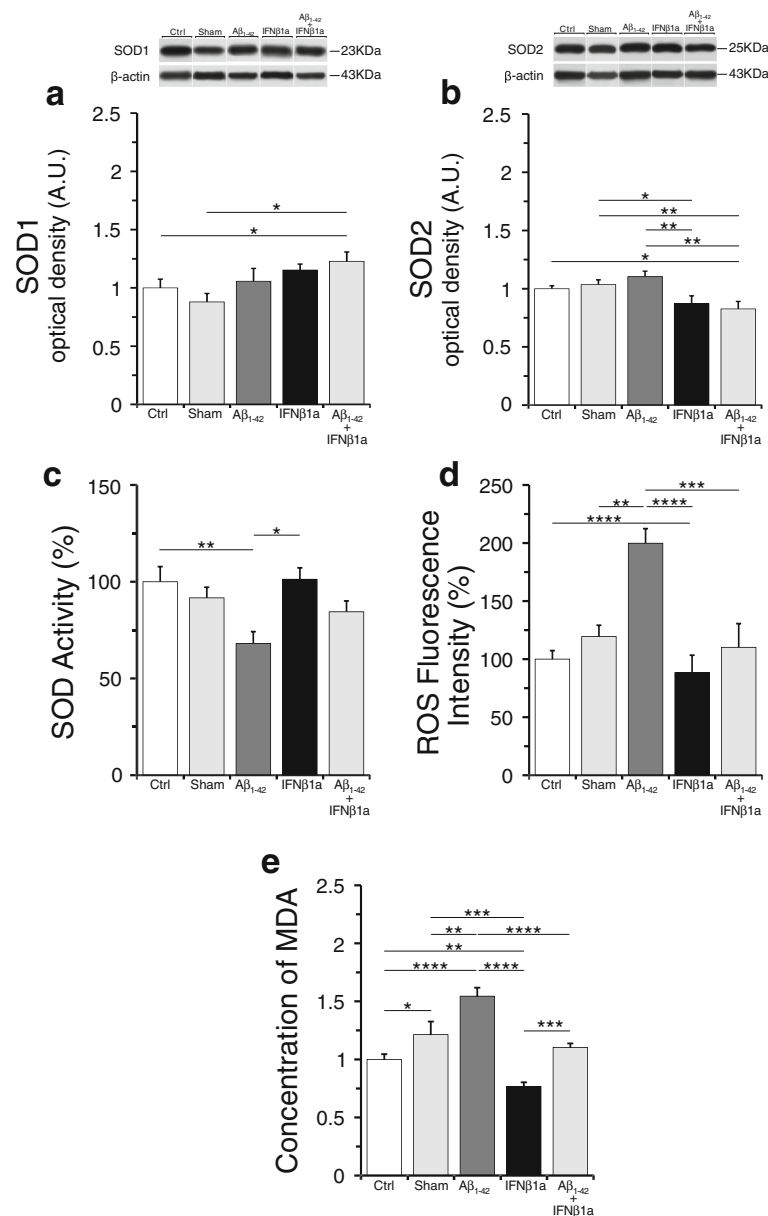 Ctrl Sham Aβ1-42 IFNβ1a Aβ1-42 + IFNβ1a
SOD1 —23KDa
β-actin —43KDa
Ctrl Sham Aβ1-42 IFNβ1a Aβ1-42 + IFNβ1a
SOD2 —25KDa
β-actin —43KDa
a
SOD1
optical density (A.U.)
2.5
2
1.5
1
0.5
0
*
*
Ctrl Sham Aβ1-42 IFNβ1a Aβ1-42
+
IFNβ1a
b
SOD2
optical density (A.U.)
2.5
2
1.5
1
0.5
0
*
**
**
**
*
Ctrl Sham Aβ1-42 IFNβ1a Aβ1-42
+
IFNβ1a
c
SOD Activity (%)
150
100
50
0
** *
Ctrl Sham Aβ1-42 IFNβ1a Aβ1-42
+
IFNβ1a
d
ROS Fluorescence
Intensity (%)
250
200
150
100
50
0
***
** ****
****
Ctrl Sham Aβ1-42 IFNβ1a Aβ1-42
+
IFNβ1a
e
Concentration of MDA
2.5
2
1.5
1
0.5
0
***
** ****
**
**** ****
*
***
Ctrl Sham Aβ1-42 IFNβ1a Aβ1-42
+
IFNβ1a